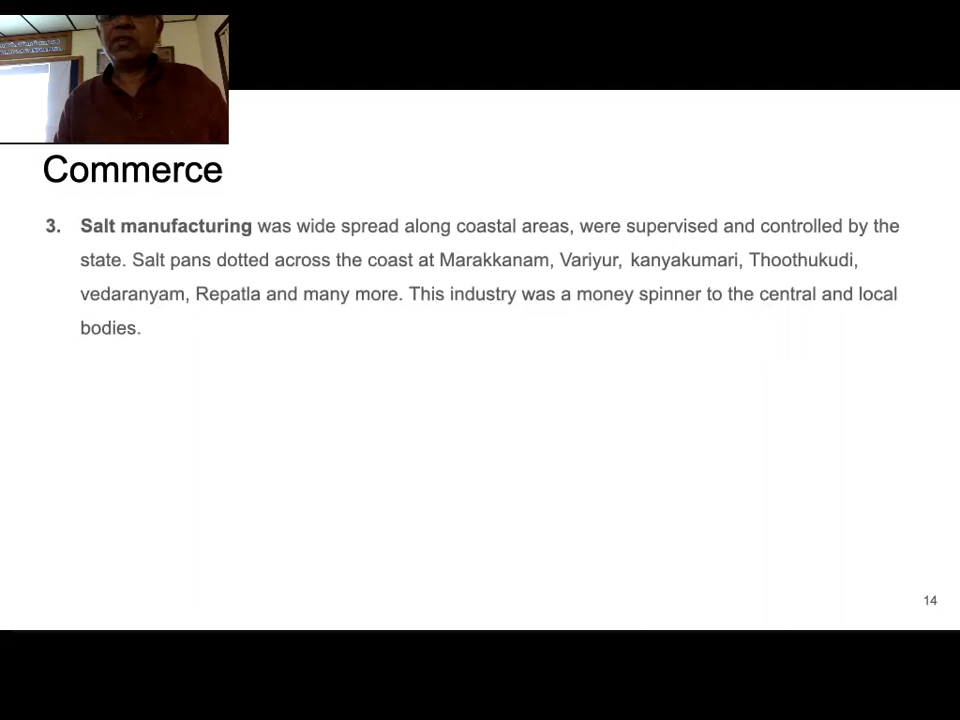 Commerce
3. Salt manufacturing was wide spread along coastal areas, were supervised and controlled by the
state. Salt pans dotted across the coast at Marakkanam, Variyur, kanyakumari, Thoothukudi,
vedaranyam, Repatla and many more. This industry was a money spinner to the central and local
bodies.
14